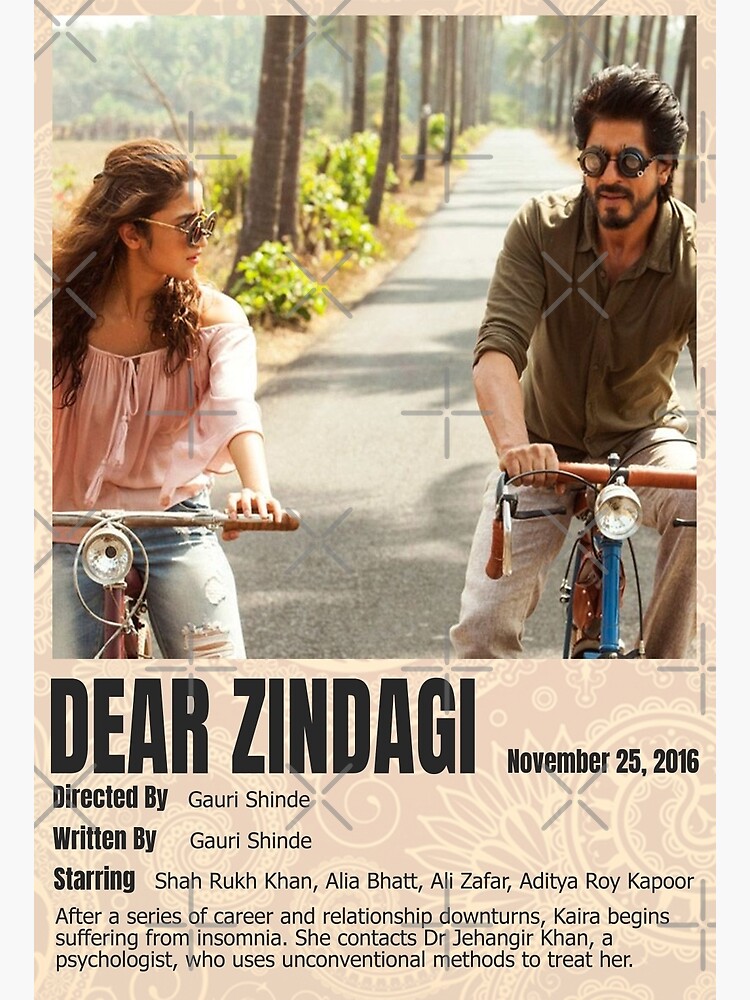 DEAR ZINDAGI
November 25, 2016
Directed By Gauri Shinde
Written By Gauri Shinde
Starring Shah Rukh Khan, Alia Bhatt, Ali Zafar, Aditya Roy Kapoor
After a series of career and relationship downturns, Kaira begins
suffering from insomnia. She contacts Dr Jehangir Khan, a
psychologist, who uses unconventional methods to treat her.